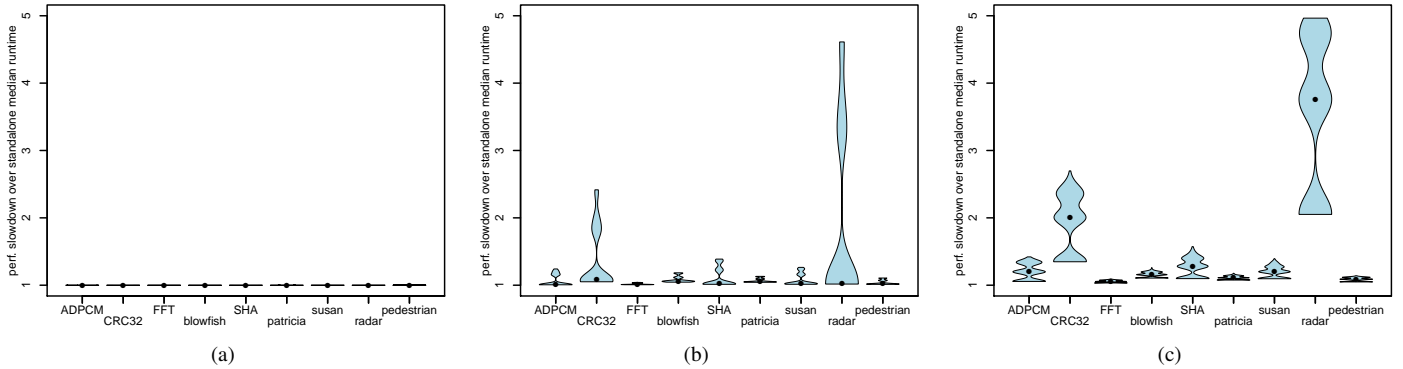 perf. slowdown over standalone median runtime
5
4
3
2
1
ADPCM FFT SHA susan pedestrian
CRC32 blowfish patricia radar
(a)
perf. slowdown over standalone median runtime
5
4
3
2
1
ADPCM FFT SHA susan pedestrian
CRC32 blowfish patricia radar
(b)
perf. slowdown over standalone median runtime
5
4
3
2
1
ADPCM FFT SHA susan pedestrian
CRC32 blowfish patricia radar
(c)